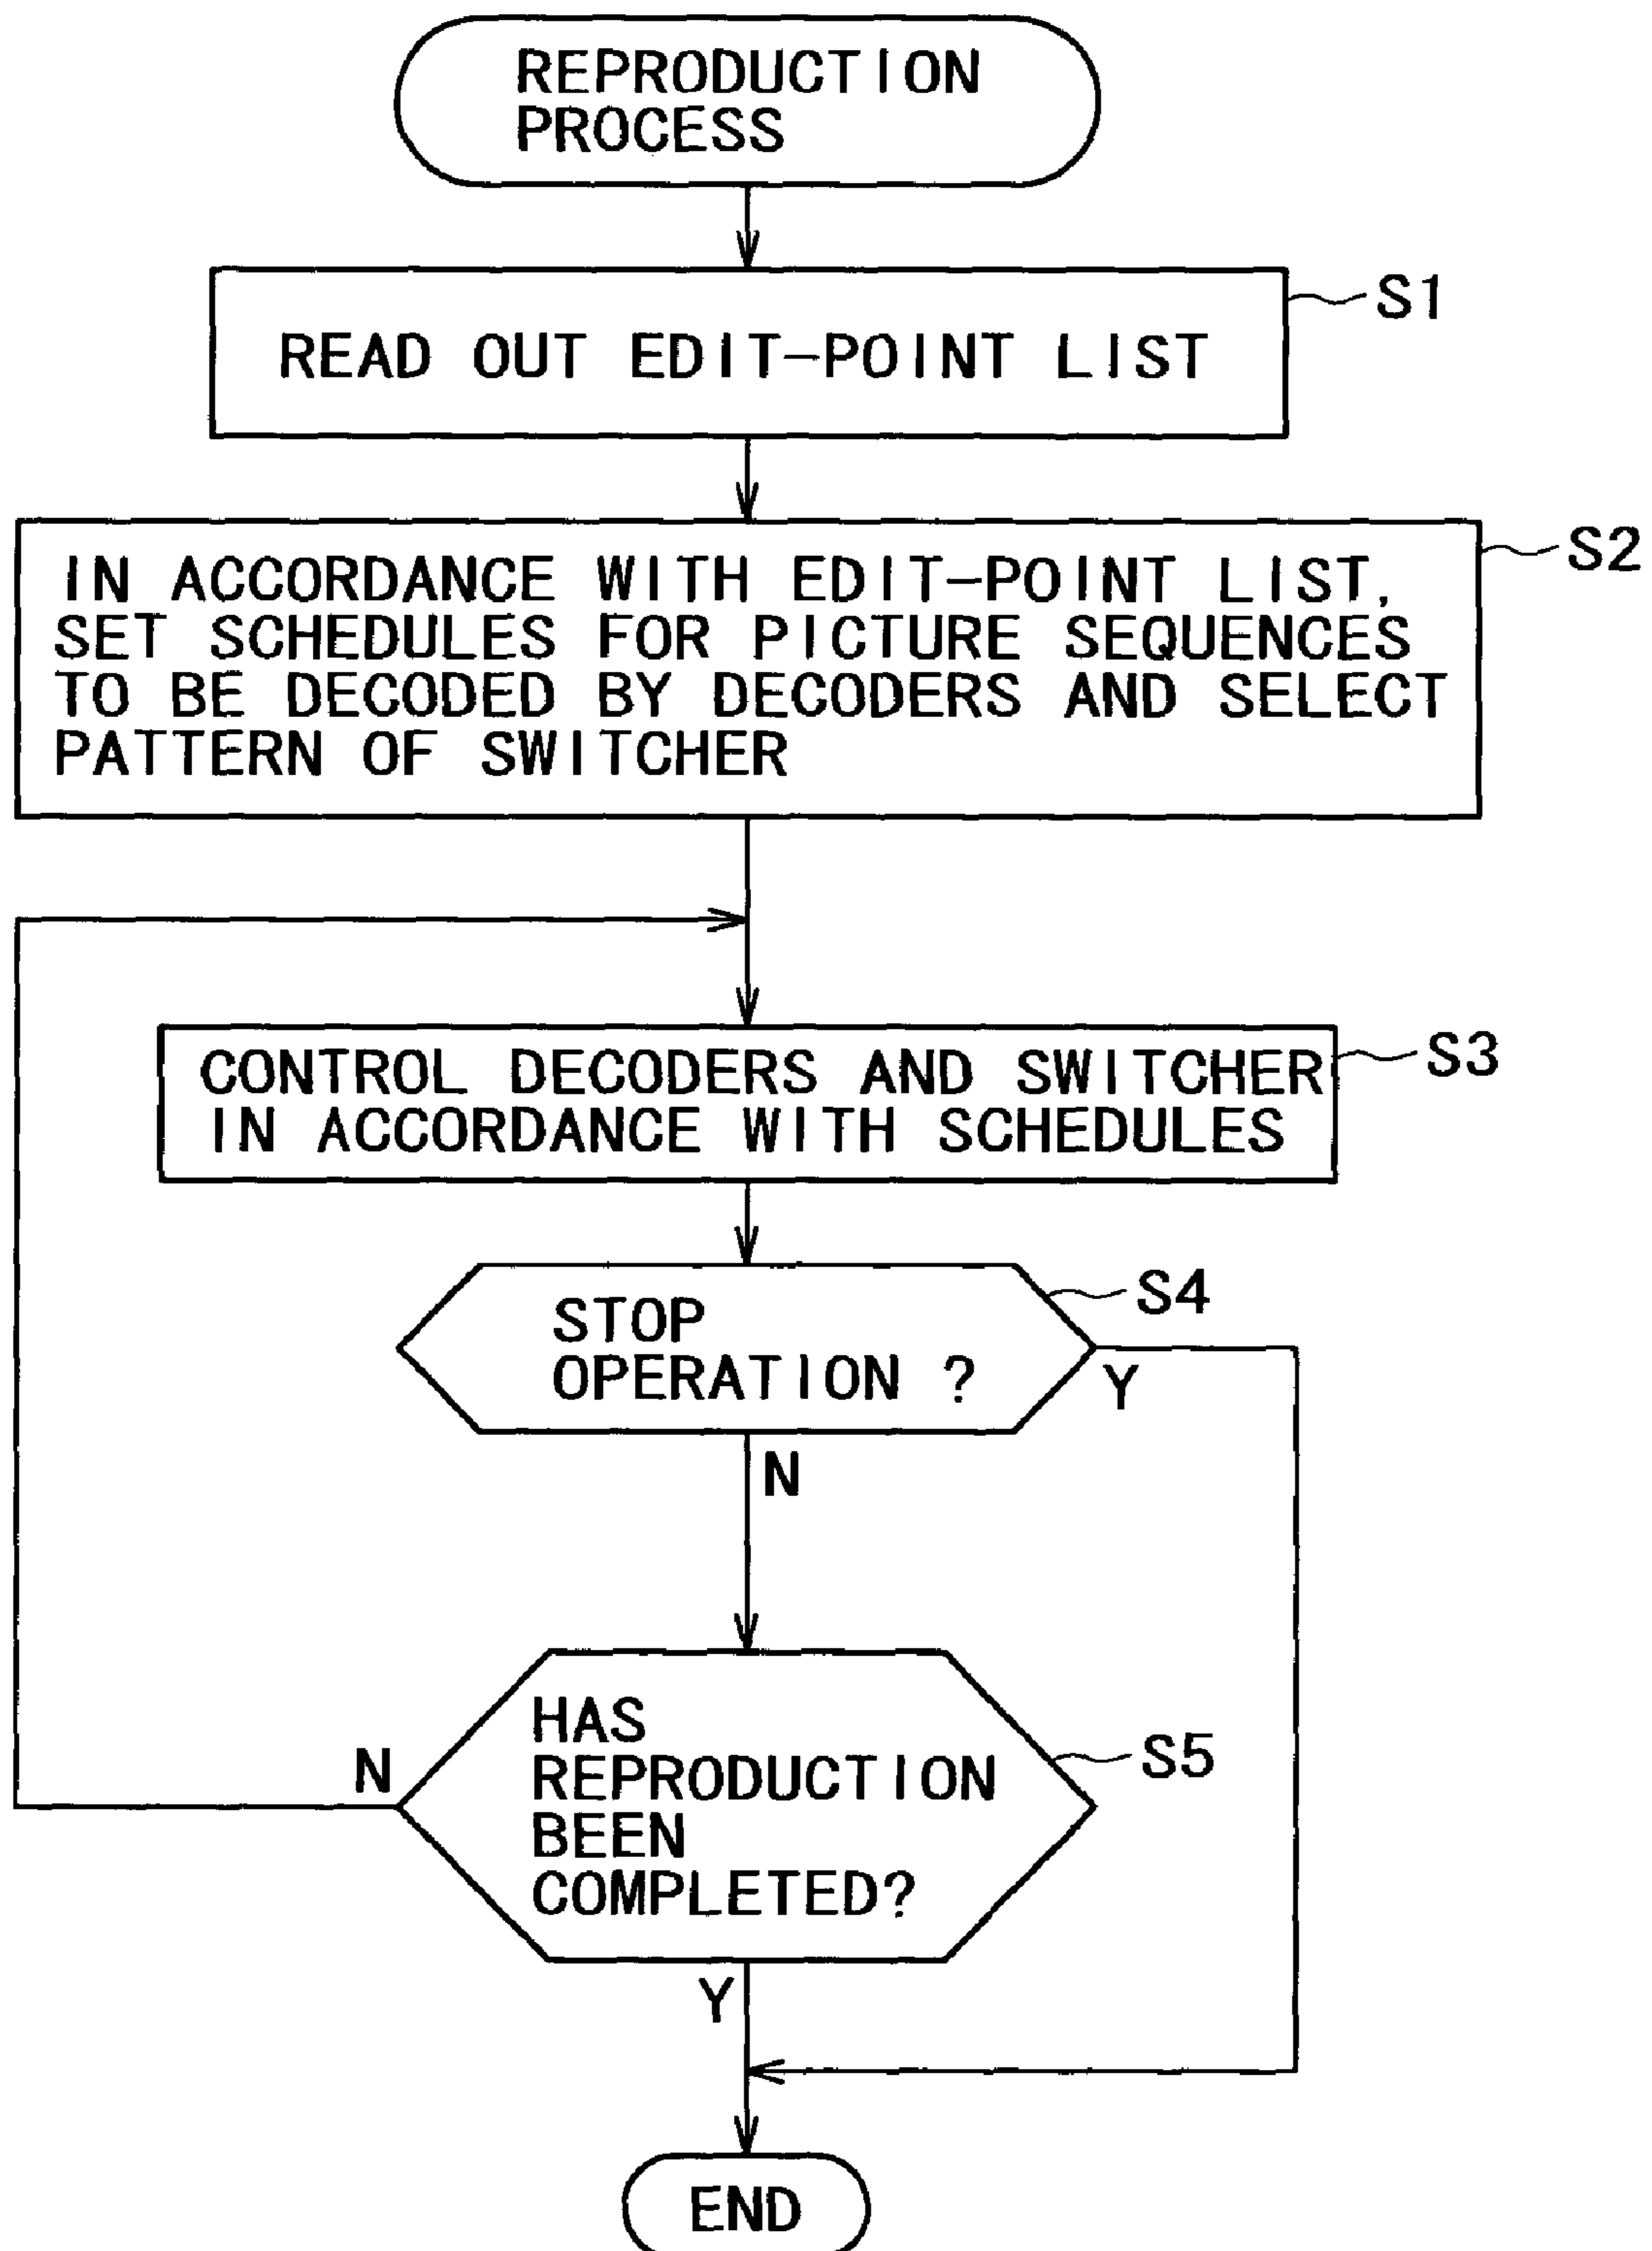 REPRODUCTION
PROCESS
S1
READ OUT EDIT-POINT LIST
S2
IN ACCORDANCE WITH EDIT-POINT LIST,
SET SCHEDULES FOR PICTURE SEQUENCES
TO BE DECODED BY DECODERS AND SELECT
PATTERN OF SWITCHER
S3
CONTROL DECODERS AND SWITCHER
IN ACCORDANCE WITH SCHEDULES
S4
STOP
OPERATION ?
Y
N
HAS
REPRODUCTION
BEEN
COMPLETED?
S5
N
Y
END